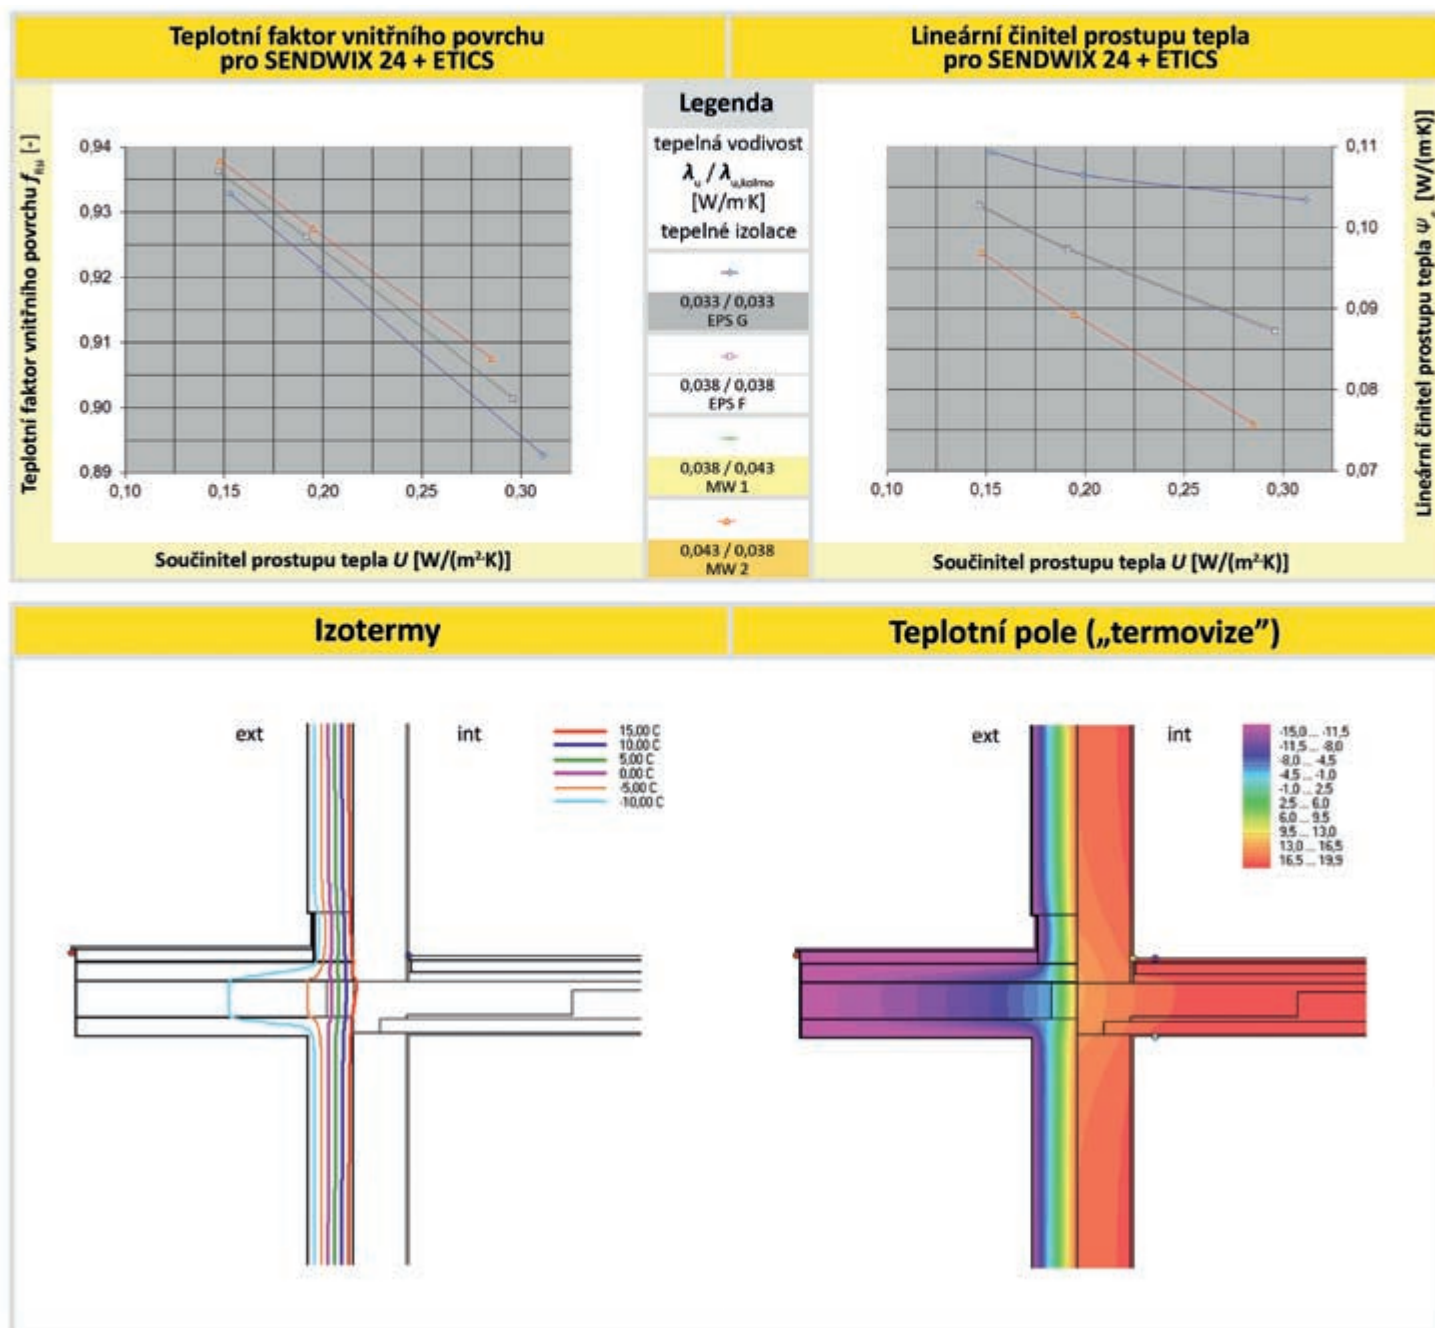 Teplotní faktor vnitřního povrchu
pro SENDWIX 24 + ETICS
Lineární činitel prostupu tepla
pro SENDWIX 24 + ETICS
Teplotní faktor vnitřního povrchu f [-]
0,94
0,93
0,92
0,91
0,90
0,89
0,10
0,15
0,20
0,25
0,30
Součinitel prostupu tepla U [W/(m²·K)]
Legenda
tepelná vodivost
λu / λu,kolmo
[W/m·K]
tepelné izolace
0,033 / 0,033
EPS G
0,038 / 0,038
EPS F
0,038 / 0,043
MW 1
0,043 / 0,038
MW 2
0,11
0,10
0,09
0,08
0,07
0,10
0,15
0,20
0,25
0,30
Lineární činitel prostupu tepla Ψ [W/(m·K)]
Součinitel prostupu tepla U [W/(m²·K)]
Izotermy
Teplotní pole („termovize”)
ext
int
15,00 C
10,00 C
5,00 C
0,00 C
-5,00 C
-10,00 C
ext
int
-15,0 ... -11,5
-11,5 ... -8,0
-8,0 ... -4,5
-4,5 ... -1,0
-1,0 ... 2,5
2,5 ... 6,0
6,0 ... 9,5
9,5 ... 13,0
13,0 ... 16,5
16,5 ... 19,9